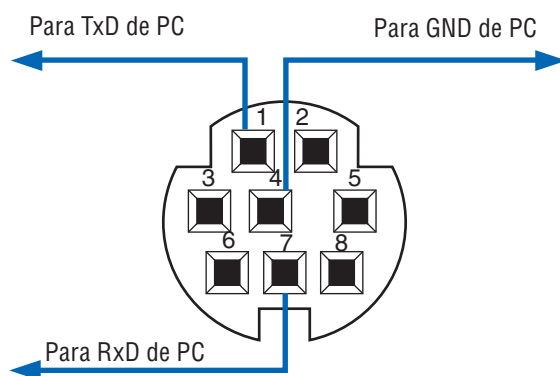 Para TxD de PC
Para GND de PC
1 2
3 4 5
6 7 8
Para RxD de PC